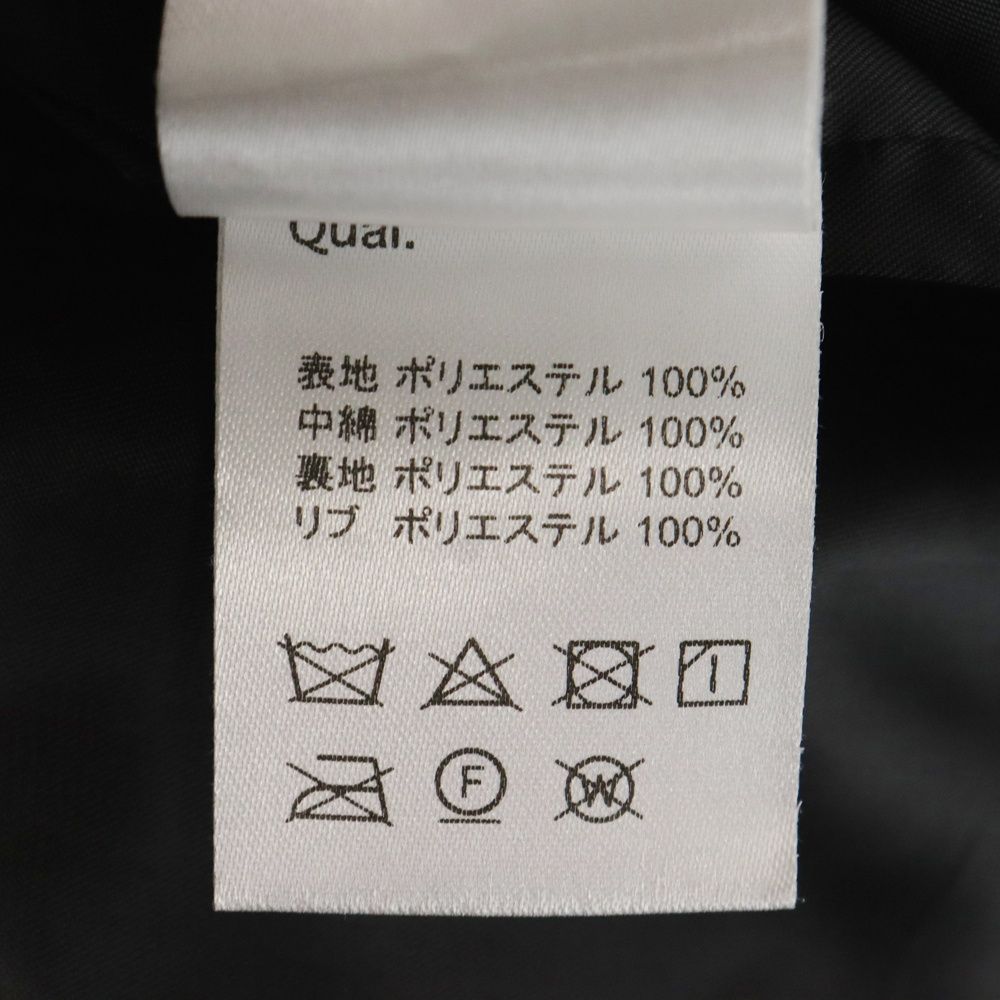 Qual.
表地 ポリエステル 100%
中綿 ポリエステル 100%
裏地 ポリエステル 100%
リブ ポリエステル 100%
F
W